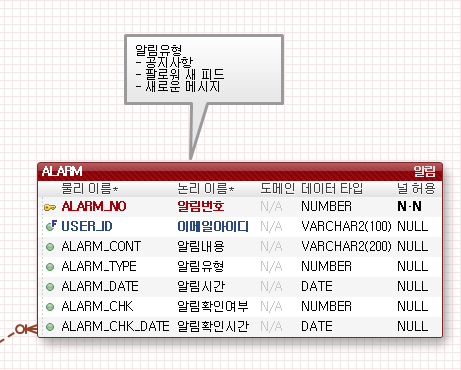 알림유형
- 공지사항
- 팔로워 새 피드
- 새로운 메시지
ALARM 알림
물리 이름* 논리 이름* 도메인 데이터 타입 널 허용
ALARM_NO 알림번호 N/A NUMBER N·N
F USER_ID 이메일아이디 N/A VARCHAR2(100) NULL
ALARM_CONT 알림내용 N/A VARCHAR2(200) NULL
ALARM_TYPE 알림유형 N/A NUMBER NULL
ALARM_DATE 알림시간 N/A DATE NULL
ALARM_CHK 알림확인여부 N/A NUMBER NULL
ALARM_CHK_DATE 알림확인시간 N/A DATE NULL